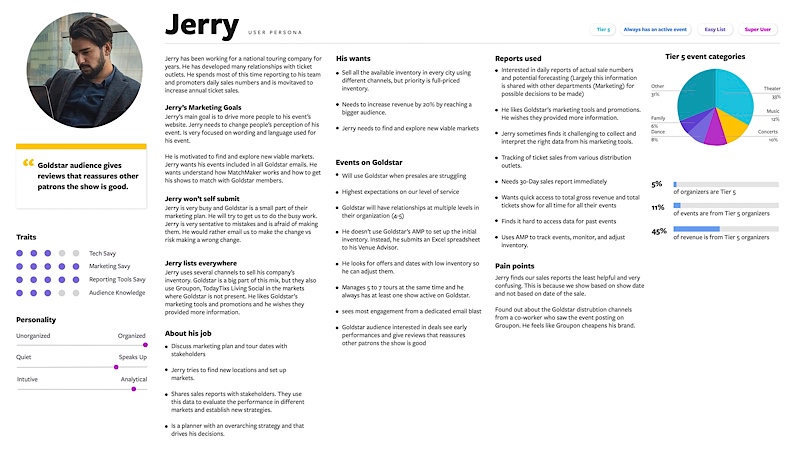 Jerry
USER PERSONA
Tier 5
Always has an active event
Easy List
Super User
“ Goldstar audience gives
reviews that reassures other
patrons the show is good.
Traits
Tech Savy
Marketing Savy
Reporting Tools Savy
Audience Knowledge
Personality
Unorganized Organized
Quiet Speaks Up
Intutive Analytical
Jerry has been working for a national touring company for
years. He has developed many relationships with ticket
outlets. He spends most of this time reporting to his team
and promoters daily sales numbers and is movitaved to
increase annual ticket sales.
Jerry’s Marketing Goals
Jerry’s main goal is to drive more people to his event’s
website. Jerry needs to change people’s perception of his
event. Is very focused on wording and language used for
his event.
He is motivated to find and explore new viable markets.
Jerry wants his events included in all Goldstar emails. He
wants understand how MatchMaker works and how to get
his shows to match with Goldstar members.
Jerry won’t self submit
Jerry is very busy and Goldstar is a small part of their
marketing plan. He will try to get us to do the busy work.
Jerry is very sentative to mistakes and is afraid of making
them. He would rather email us to make the change vs
risk making a wrong change.
Jerry lists everywhere
Jerry uses several channels to sell his company’s
inventory. Goldstar is a big part of this mix, but they also
use Groupon, TodayTixs Living Social in the markets
where Goldstar is not present. He likes Goldstar’s
marketing tools and promotions and he wishes they
provided more information.
About his job
• Discuss marketing plan and tour dates with
stakeholders
• Jerry tries to find new locations and set up
markets.
• Shares sales reports with stakeholders. They use
this data to evaluate the performance in different
markets and establish new strategies.
• Is a planner with an overarching strategy and that
drives his decisions.
His wants
• Sell all the available inventory in every city using
different channels, but priority is full-priced
inventory.
• Needs to increase revenue by 20% by reaching a
bigger audience.
• Jerry needs to find and explore new viable markets
Events on Goldstar
• Will use Goldstar when presales are struggling
• Highest expectations on our level of service
• Goldstar will have relationships at multiple levels in
their organization (4-5)
• He doesn’t use Goldstar’s AMP to set up the initial
inventory. Instead, he submits an Excel spreadsheet
to his Venue Advisor.
• He looks for offers and dates with low inventory so
he can adjust them.
• Manages 5 to 7 tours at the same time and he
always has at least one show active on Goldstar.
• sees most engagement from a dedicated email blast
• Goldstar audience interested in deals see early
performances and give reviews that reassures
other patrons the show is good
Reports used
• Interested in daily reports of actual sale numbers
and potential forecasting (Largely this information
is shared with other departments (Marketing) for
possible decisions to be made)
• He likes Goldstar’s marketing tools and promotions.
He wishes they provided more information.
• Jerry sometimes finds it challenging to collect and
interpret the right data from his marketing tools.
• Tracking of ticket sales from various distribution
outlets.
• Needs 30-Day sales report immediately
• Wants quick access to total gross revenue and total
tickets show for all time for all their events
• Finds it hard to access data for past events
• Uses AMP to track events, monitor, and adjust
inventory.
Pain points
Jerry finds our sales reports the least helpful and very
confusing. This is because we show based on show date
and not based on date of the sale.
Found out about the Goldstar distrubtion channels
from a co-worker who saw the event posting on
Groupon. He feels like Groupon cheapens his brand.
Tier 5 event categories
Other
31%
Family
6%
Dance
8%
Theater
33%
Music
12%
Concerts
10%
5%
of organizers are Tier 5
11%
of events are from Tier 5 organizers
45%
of revenue is from Tier 5 organizers